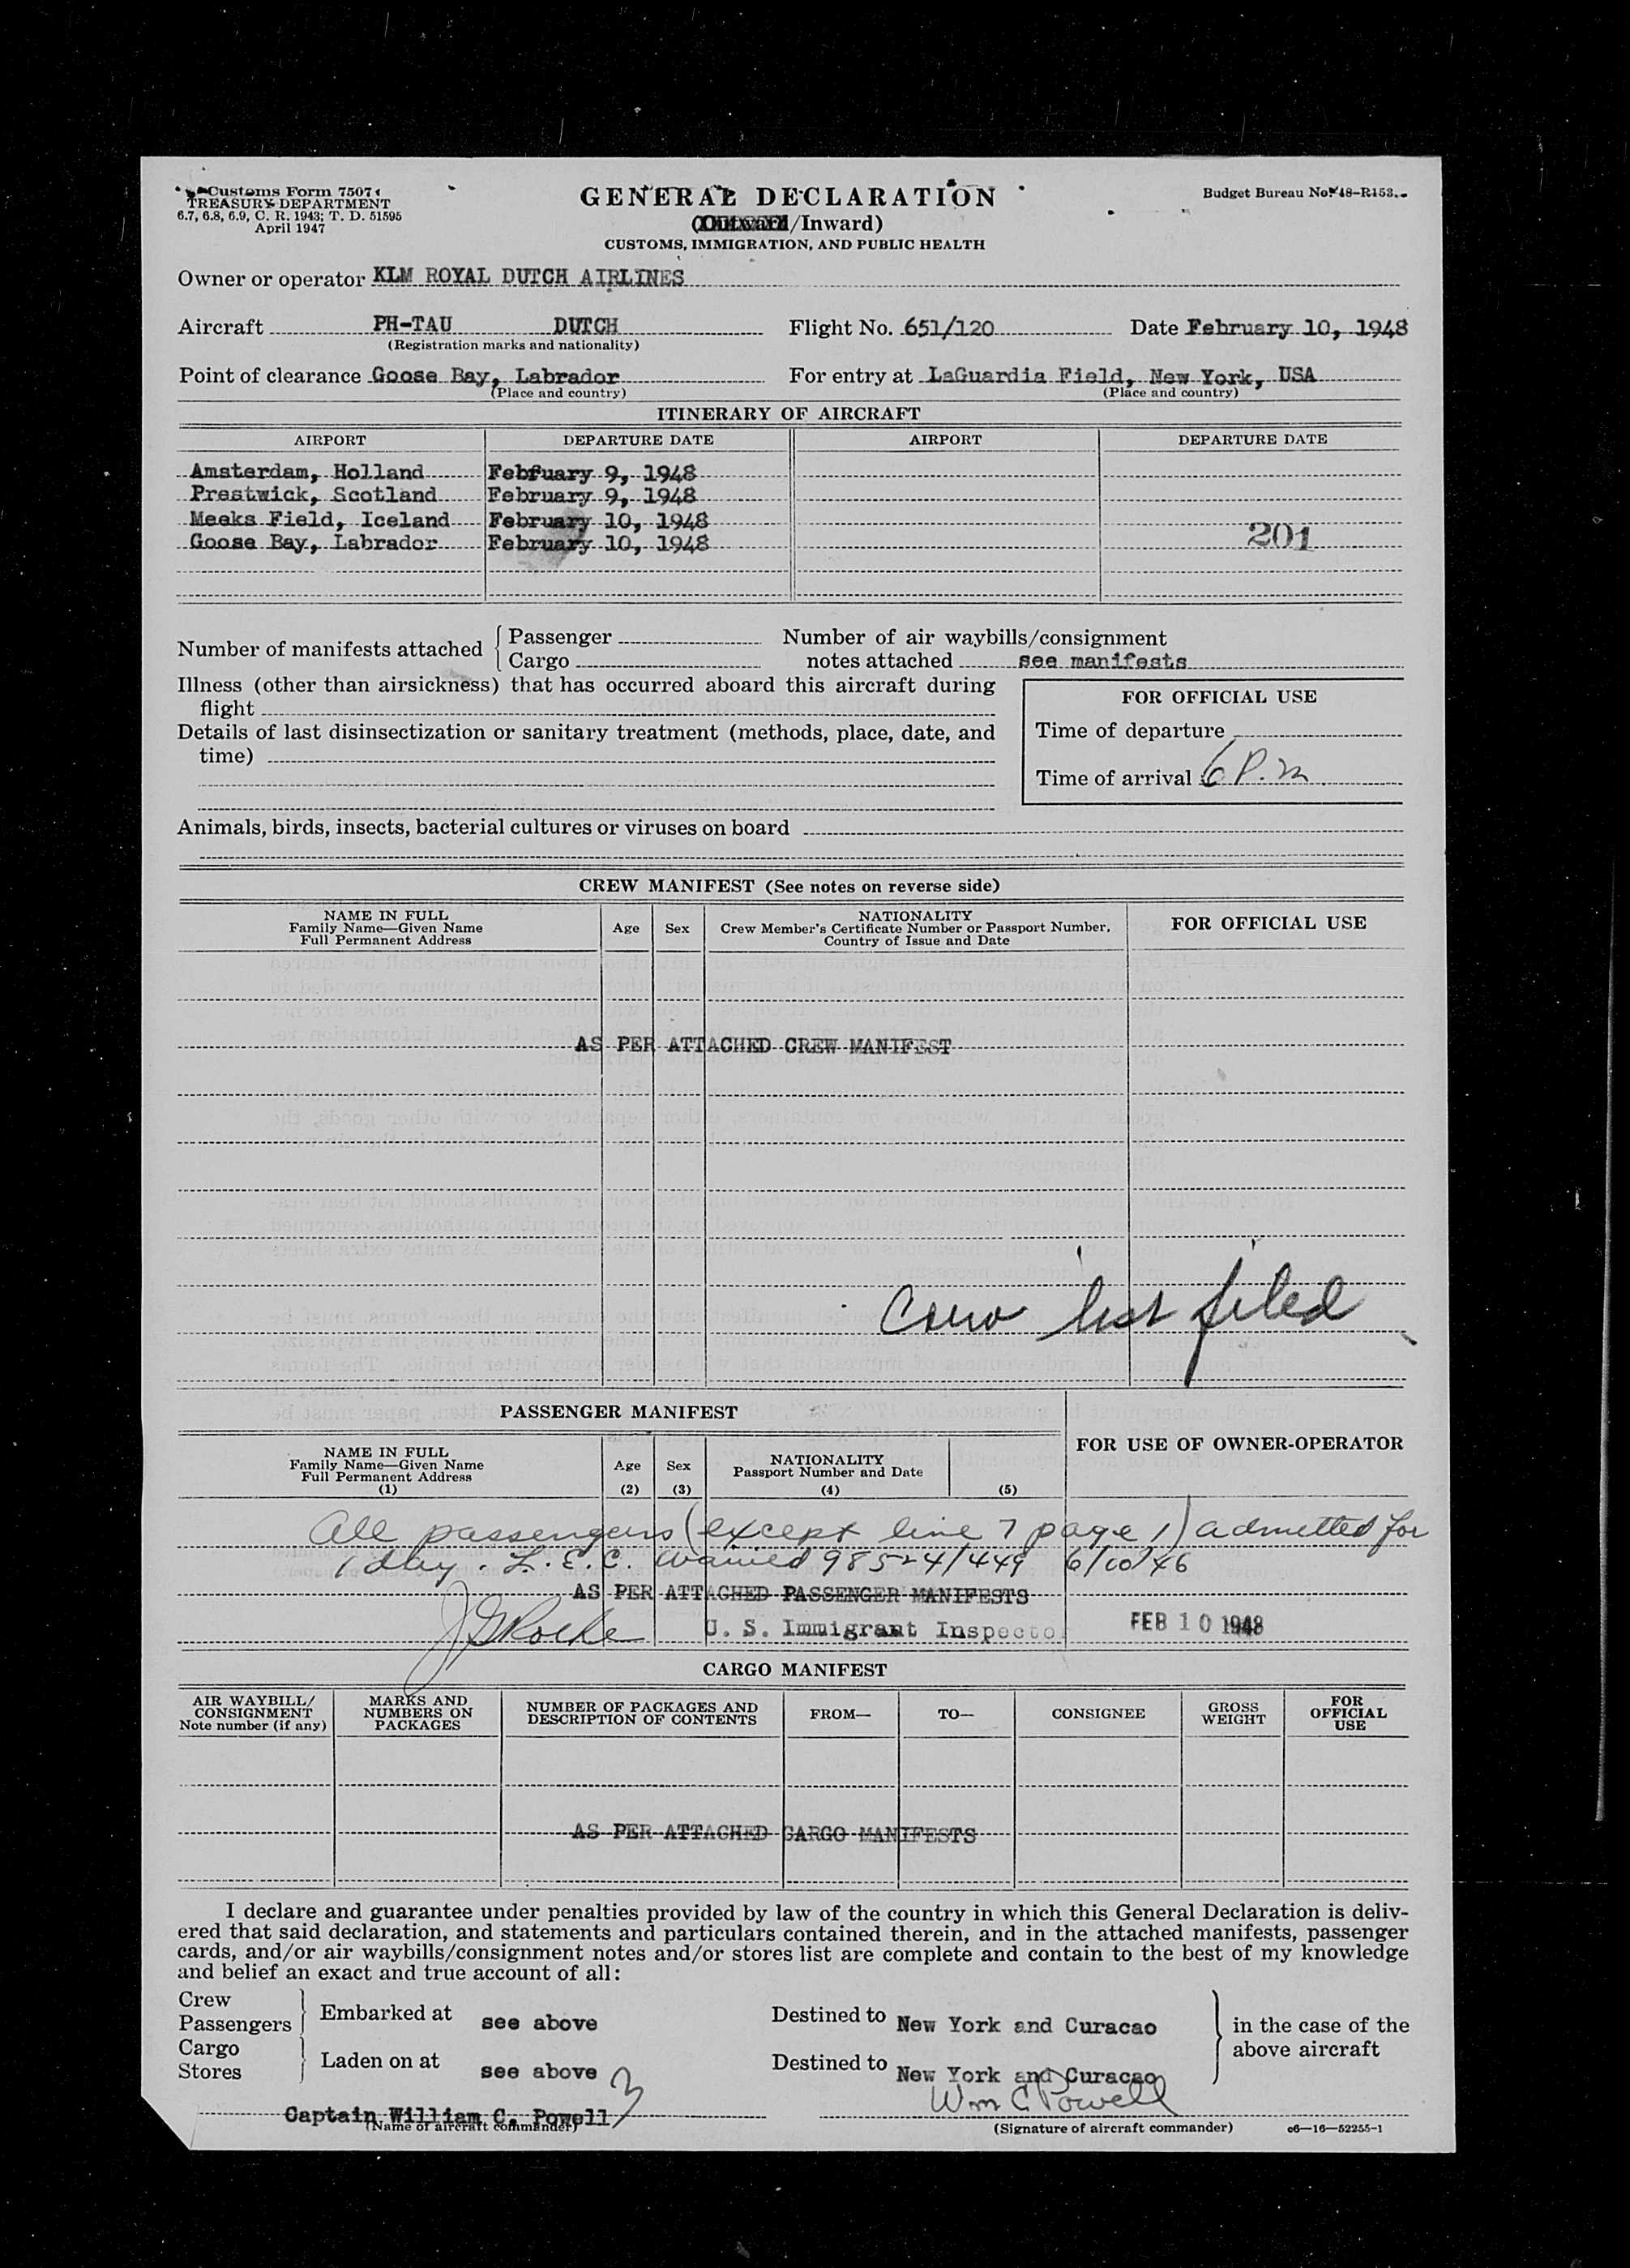 Customs Form 7507
TREASURY DEPARTMENT
6.7, 6.8, 6.9, C. R. 1943; T. D. 51595
April 1947
GENERAL DECLARATION
(Outward/Inward)
CUSTOMS, IMMIGRATION, AND PUBLIC HEALTH
Budget Bureau No. 48-R153.
Owner or operator KLM ROYAL DUTCH AIRLINES
Aircraft PH-TAU DUTCH Flight No. 651/120 Date February 10, 1948
(Registration marks and nationality)
Point of clearance Goose Bay, Labrador For entry at LaGuardia Field, New York, USA
(Place and country) (Place and country)
ITINERARY OF AIRCRAFT
AIRPORT DEPARTURE DATE AIRPORT DEPARTURE DATE
Amsterdam, Holland February 9, 1948
Prestwick, Scotland February 9, 1948
Meeks Field, Iceland February 10, 1948
Goose Bay, Labrador February 10, 1948
201
Number of manifests attached { Passenger
Cargo
Number of air waybills/consignment
notes attached see manifests
Illness (other than airsickness) that has occurred aboard this aircraft during
flight
Details of last disinsectization or sanitary treatment (methods, place, date, and
time)
FOR OFFICIAL USE
Time of departure
Time of arrival 6 P.m
Animals, birds, insects, bacterial cultures or viruses on board
CREW MANIFEST (See notes on reverse side)
NAME IN FULL
Family Name—Given Name
Full Permanent Address
Age
Sex
NATIONALITY
Crew Member's Certificate Number or Passport Number,
Country of Issue and Date
FOR OFFICIAL USE
AS PER ATTACHED CREW MANIFEST
Crew list filed
PASSENGER MANIFEST
FOR USE OF OWNER-OPERATOR
NAME IN FULL
Family Name—Given Name
Full Permanent Address
(1)
Age
(2)
Sex
(3)
NATIONALITY
Passport Number and Date
(4)
(5)
All passengers (except line 7 page 1) admitted for
1 day. L.E.C. waived 98524/449 6/10/46
AS PER ATTACHED PASSENGER MANIFESTS
U. S. Immigrant Inspector FEB 10 1948
CARGO MANIFEST
AIR WAYBILL/
CONSIGNMENT
Note number (if any)
MARKS AND
NUMBERS ON
PACKAGES
NUMBER OF PACKAGES AND
DESCRIPTION OF CONTENTS
FROM—
TO—
CONSIGNEE
GROSS
WEIGHT
FOR
OFFICIAL
USE
AS PER ATTACHED CARGO MANIFESTS
I declare and guarantee under penalties provided by law of the country in which this General Declaration is deliv-
ered that said declaration, and statements and particulars contained therein, and in the attached manifests, passenger
cards, and/or air waybills/consignment notes and/or stores list are complete and contain to the best of my knowledge
and belief an exact and true account of all:
Crew
Passengers
Embarked at see above Destined to New York and Curacao
Cargo
Stores
Laden on at see above Destined to New York and Curacao
in the case of the
above aircraft
Captain William C. Powell
(Name of aircraft commander)
Wm C Powell
(Signature of aircraft commander)
c6—16—52255-1